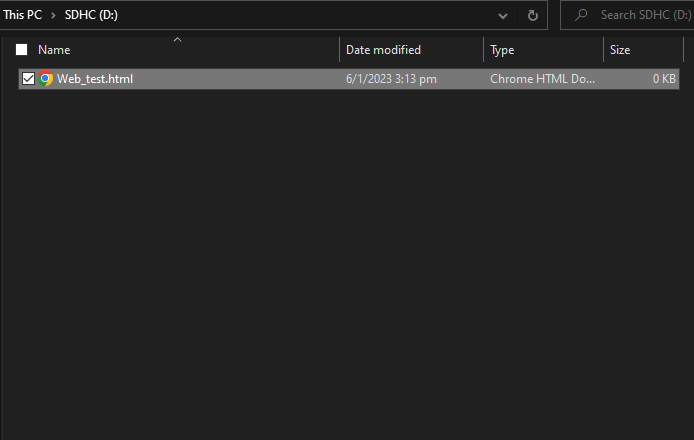 This PC > SDHC (D:) Search SDHC (D:)
Name Date modified Type Size
Web_test.html 6/1/2023 3:13 pm Chrome HTML Do... 0 KB